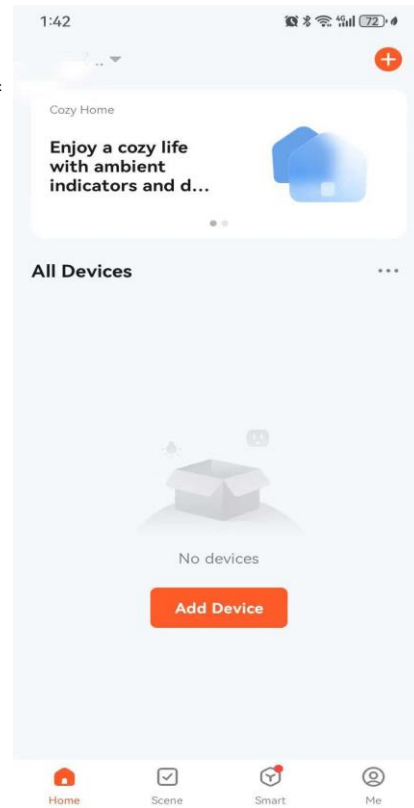 1:42
72
Cozy Home
Enjoy a cozy life
with ambient
indicators and d...
All Devices
No devices
Add Device
Home Scene Smart Me